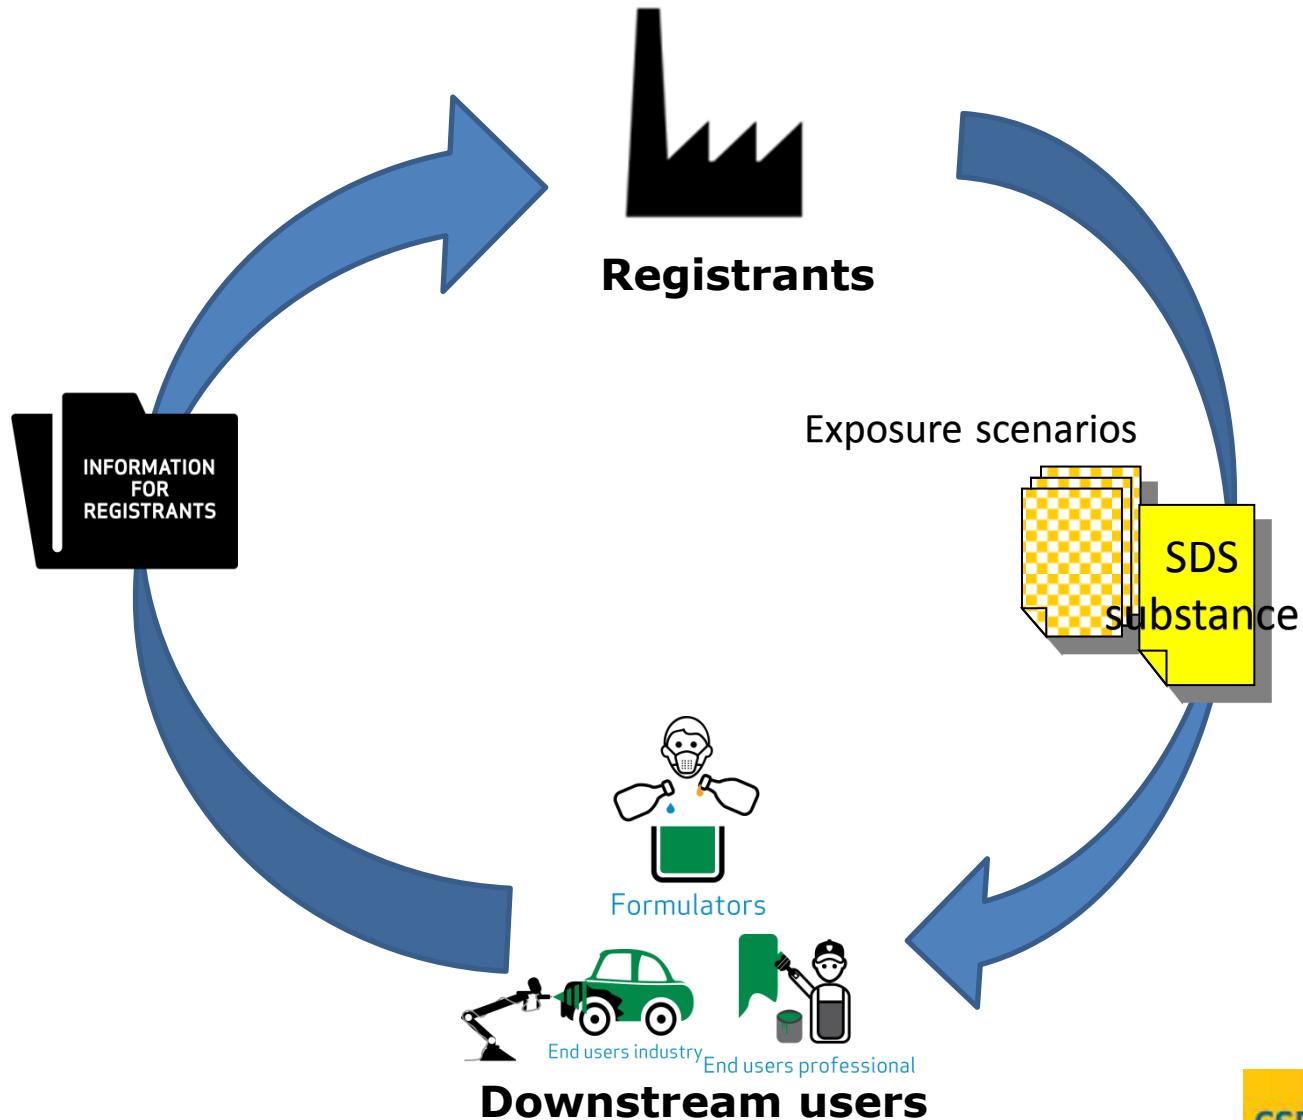 Registrants
Exposure scenarios
INFORMATION
FOR
REGISTRANTS
SDS
substance
Formulators
End users industry
End users professional
Downstream users